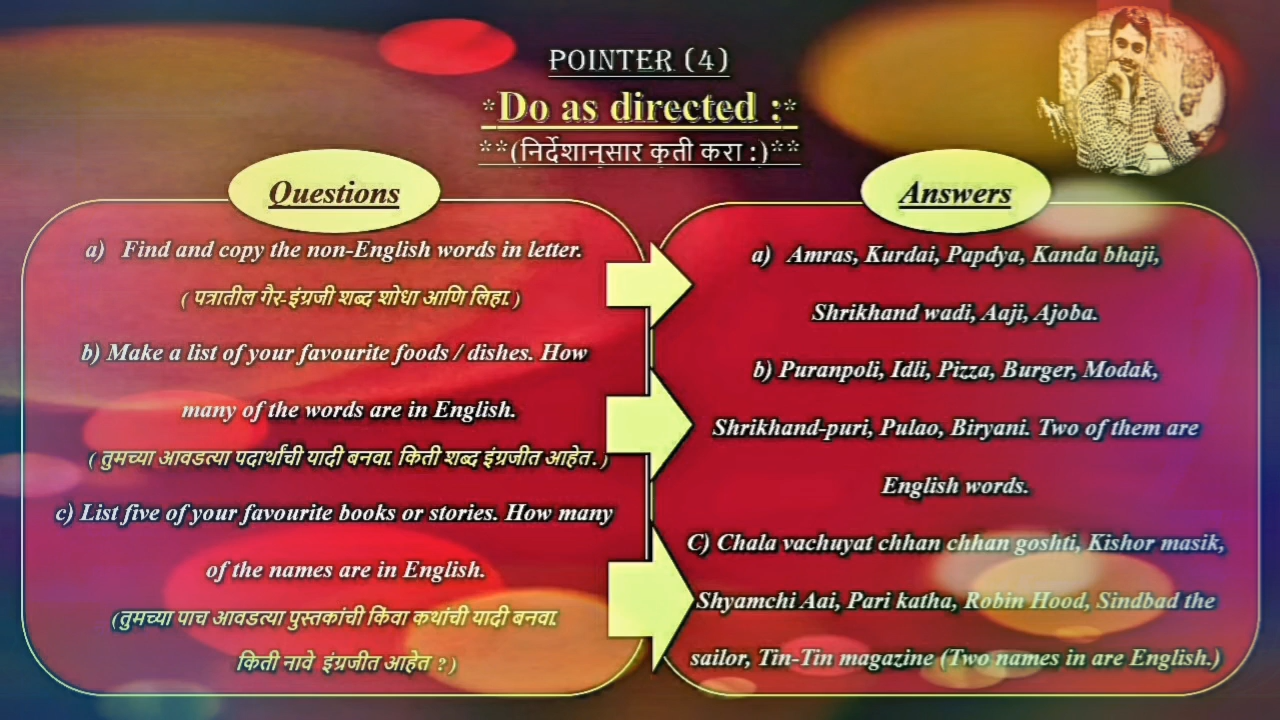 POINTER (4)
*Do as directed :*
**(निर्देशानुसार कृती करा :)**
Questions
a) Find and copy the non-English words in letter.
( पत्रातील गैर-इंग्रजी शब्द शोधा आणि लिहा. )
b) Make a list of your favourite foods / dishes. How
many of the words are in English.
( तुमच्या आवडत्या पदार्थांची यादी बनवा. किती शब्द इंग्रजीत आहेत. )
c) List five of your favourite books or stories. How many
of the names are in English.
(तुमच्या पाच आवडत्या पुस्तकांची किंवा कथांची यादी बनवा.
किती नावे इंग्रजीत आहेत ? )
Answers
a) Amras, Kurdai, Papdya, Kanda bhaji,
Shrikhand wadi, Aaji, Ajoba.
b) Puranpoli, Idli, Pizza, Burger, Modak,
Shrikhand-puri, Pulao, Biryani. Two of them are
English words.
C) Chala vachuyat chhan chhan goshti, Kishor masik,
Shyamchi Aai, Pari katha, Robin Hood, Sindbad the
sailor, Tin-Tin magazine (Two names in are English.)